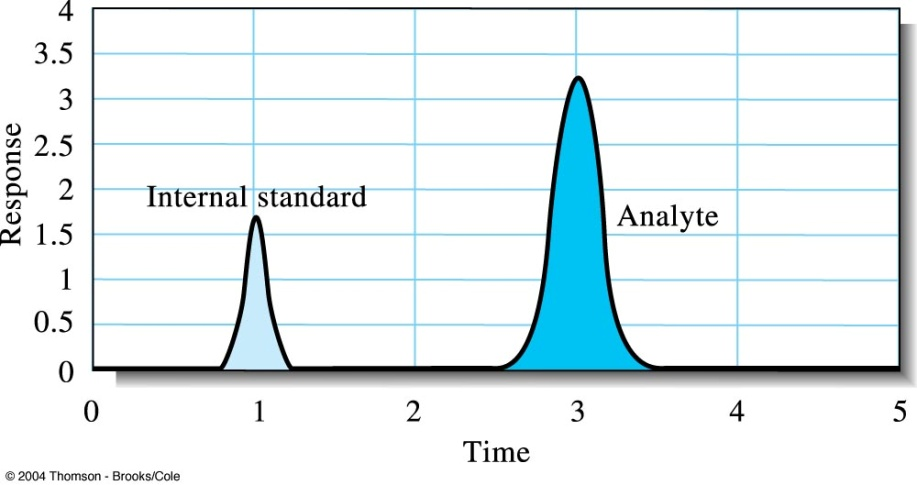 4
3.5
3
2.5
2
1.5
1
0.5
0
Response
Internal standard
Analyte
0 1 2 3 4 5
Time
© 2004 Thomson - Brooks/Cole